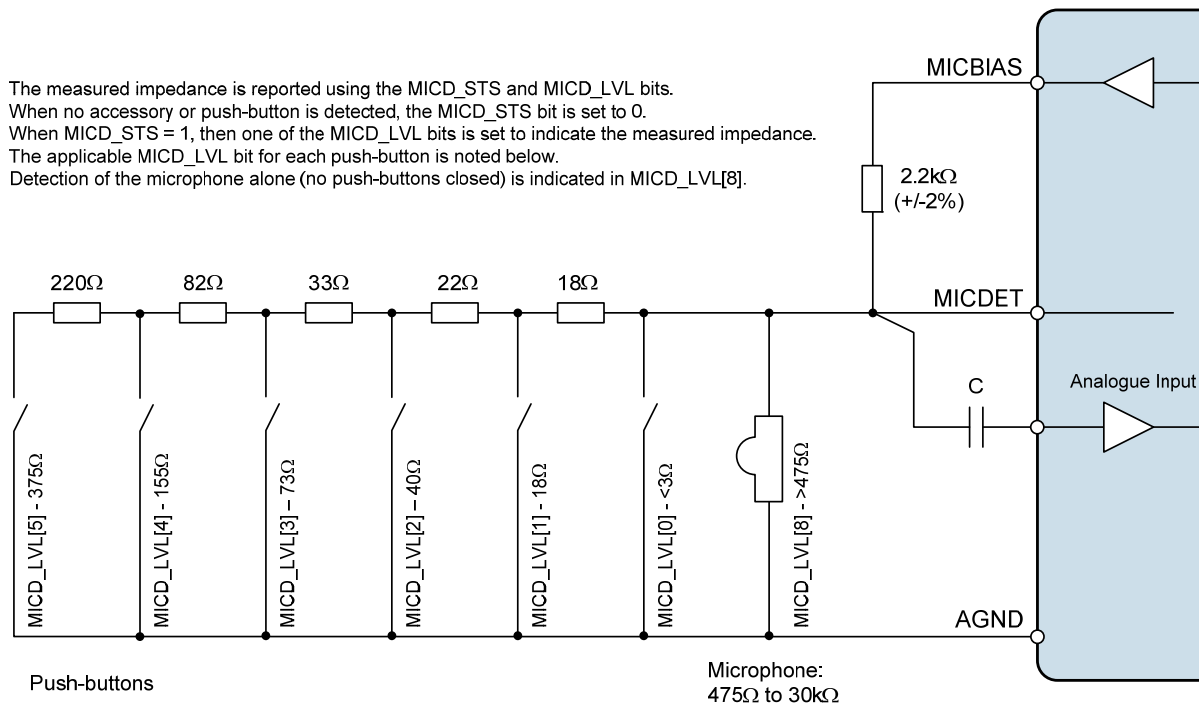 The measured impedance is reported using the MICD_STS and MICD_LVL bits.
When no accessory or push-button is detected, the MICD_STS bit is set to 0.
When MICD_STS = 1, then one of the MICD_LVL bits is set to indicate the measured impedance.
The applicable MICD_LVL bit for each push-button is noted below.
Detection of the microphone alone (no push-buttons closed) is indicated in MICD_LVL[8].
MICBIAS
2.2kΩ
(+/-2%)
220Ω
82Ω
33Ω
22Ω
18Ω
MICDET
C
Analogue Input
MICD_LVL[5] - 375Ω
MICD_LVL[4] - 155Ω
MICD_LVL[3] – 73Ω
MICD_LVL[2] – 40Ω
MICD_LVL[1] - 18Ω
MICD_LVL[0] - <3Ω
MICD_LVL[8] - >475Ω
AGND
Push-buttons
Microphone:
475Ω to 30kΩ